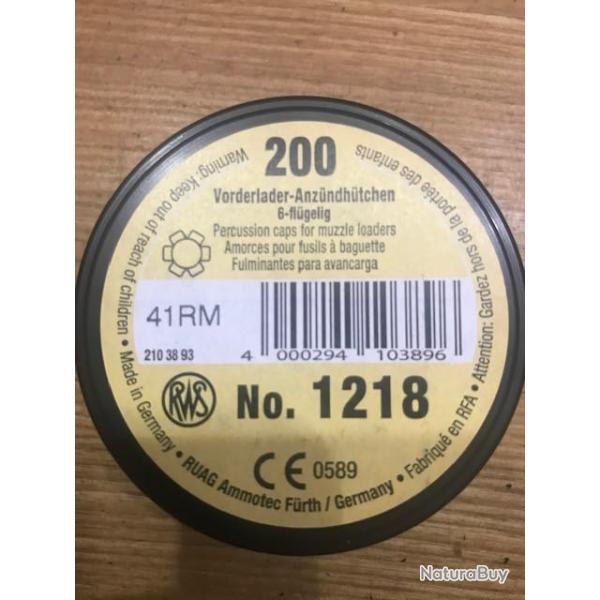 200
Vorderlader-Anzündhütchen
6-flügelig
Percussion caps for muzzle loaders
Amorces pour fusils à baguette
Fulminantes para avancarga
41RM
210 38 93
4 000294 103896
RWS
No. 1218
CE 0589
Warning: Keep out of reach of children • Made in Germany • RUAG Ammotec Fürth / Germany • Fabriqué en RFA • Attention: Gardez hors de la portée des enfants
NaturaBuy